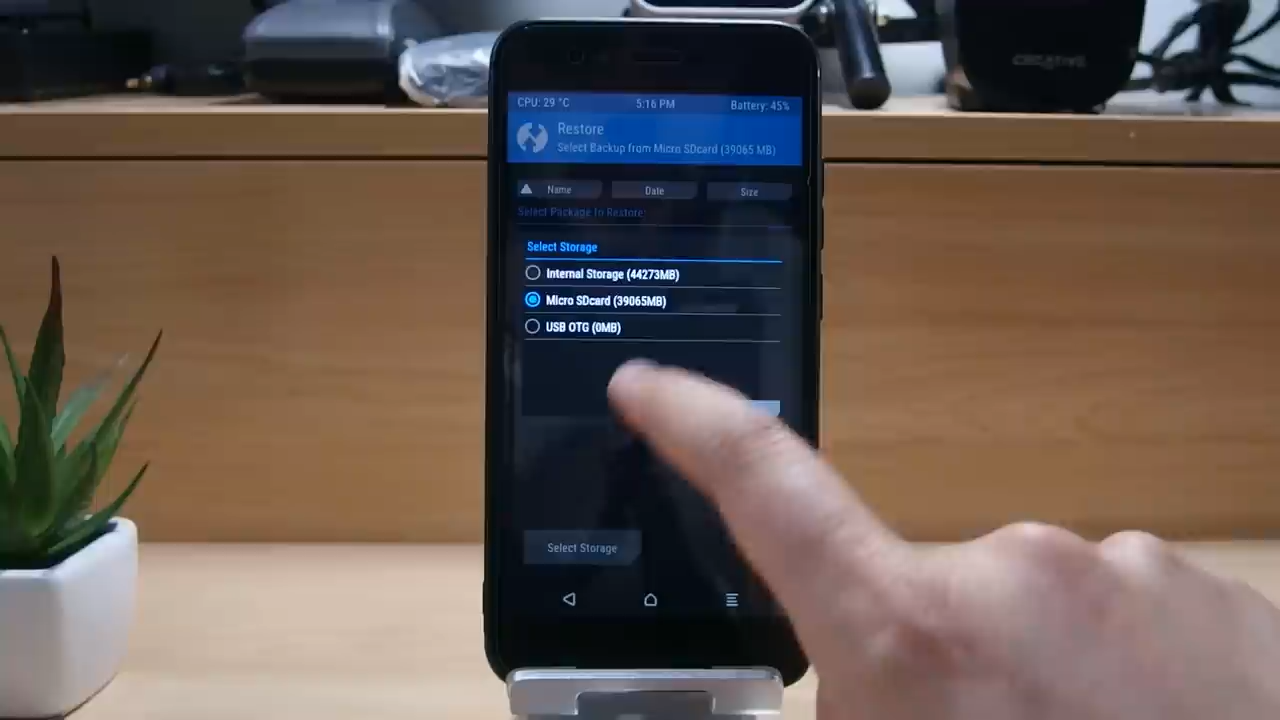 CREATIVE
CPU: 29 °C 5:16 PM Battery: 45%
Restore
Select Backup from Micro SDcard (39065 MB)
Name Date Size
Select Package to Restore:
Select Storage
Internal Storage (44273MB)
Micro SDcard (39065MB)
USB OTG (0MB)
Select Storage